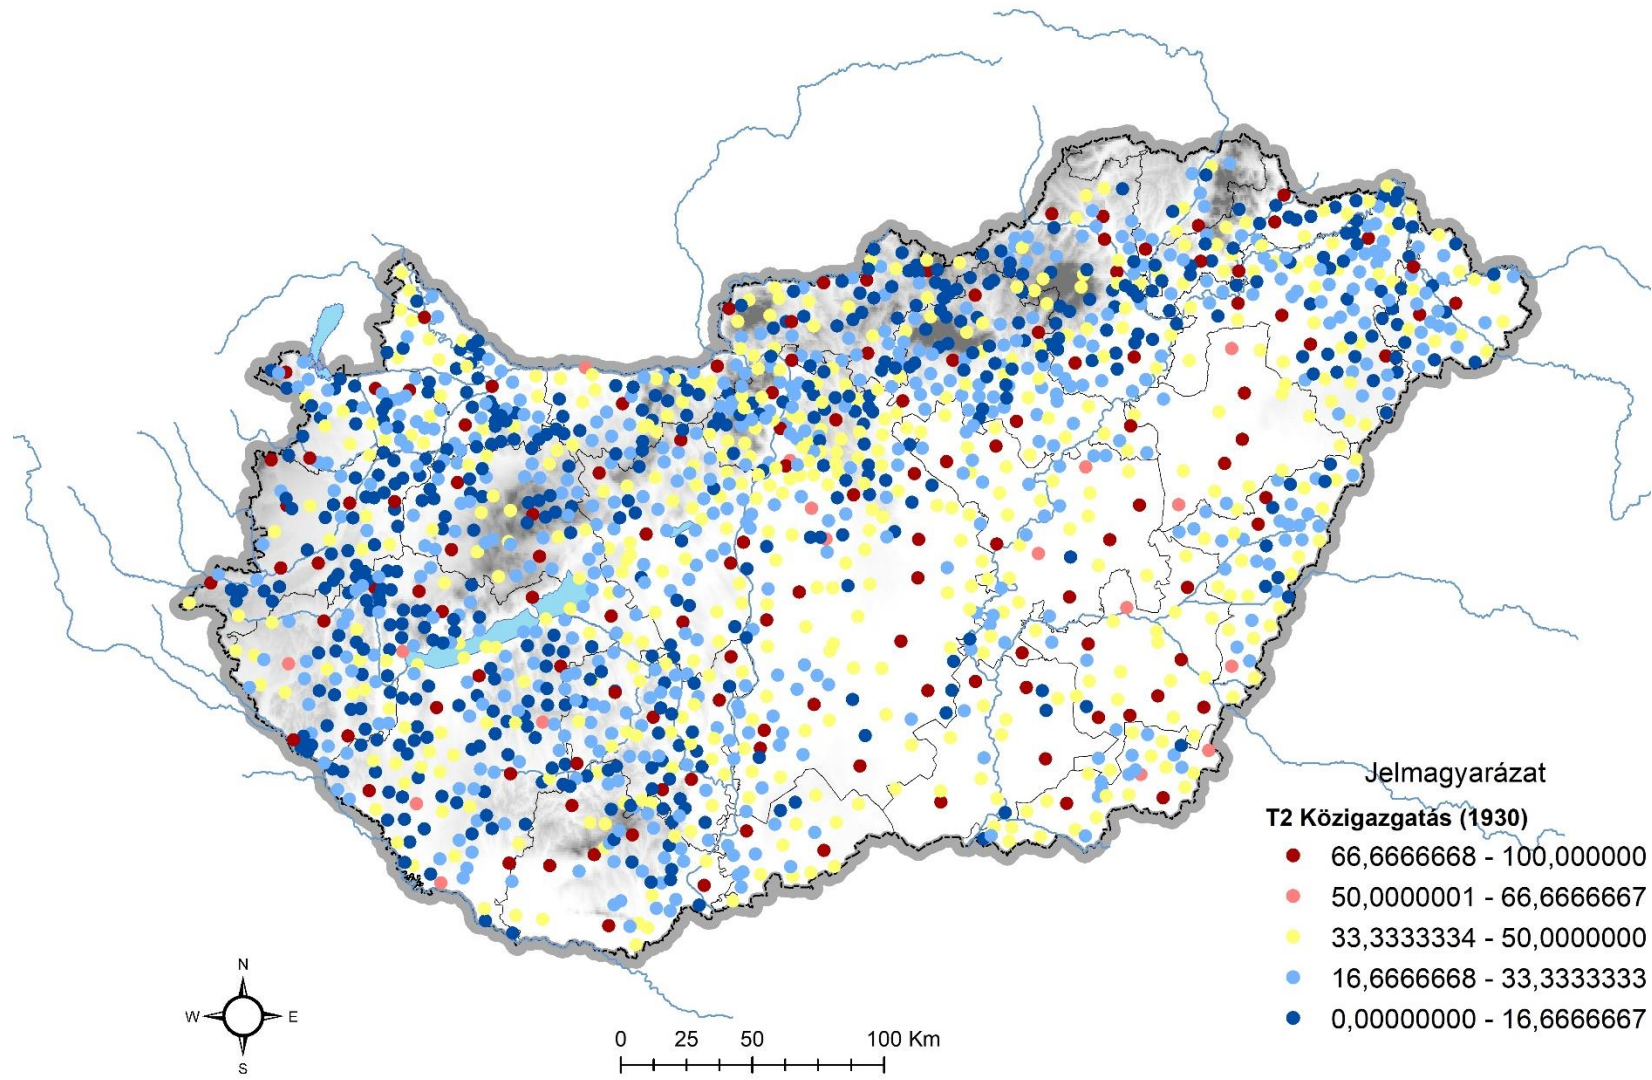 Jelmagyarázat
T2 Közigazgatás (1930)
66,6666668 - 100,000000
50,0000001 - 66,6666667
33,3333334 - 50,0000000
16,6666668 - 33,3333333
0,00000000 - 16,6666667
N
W E
S
0 25 50 100 Km